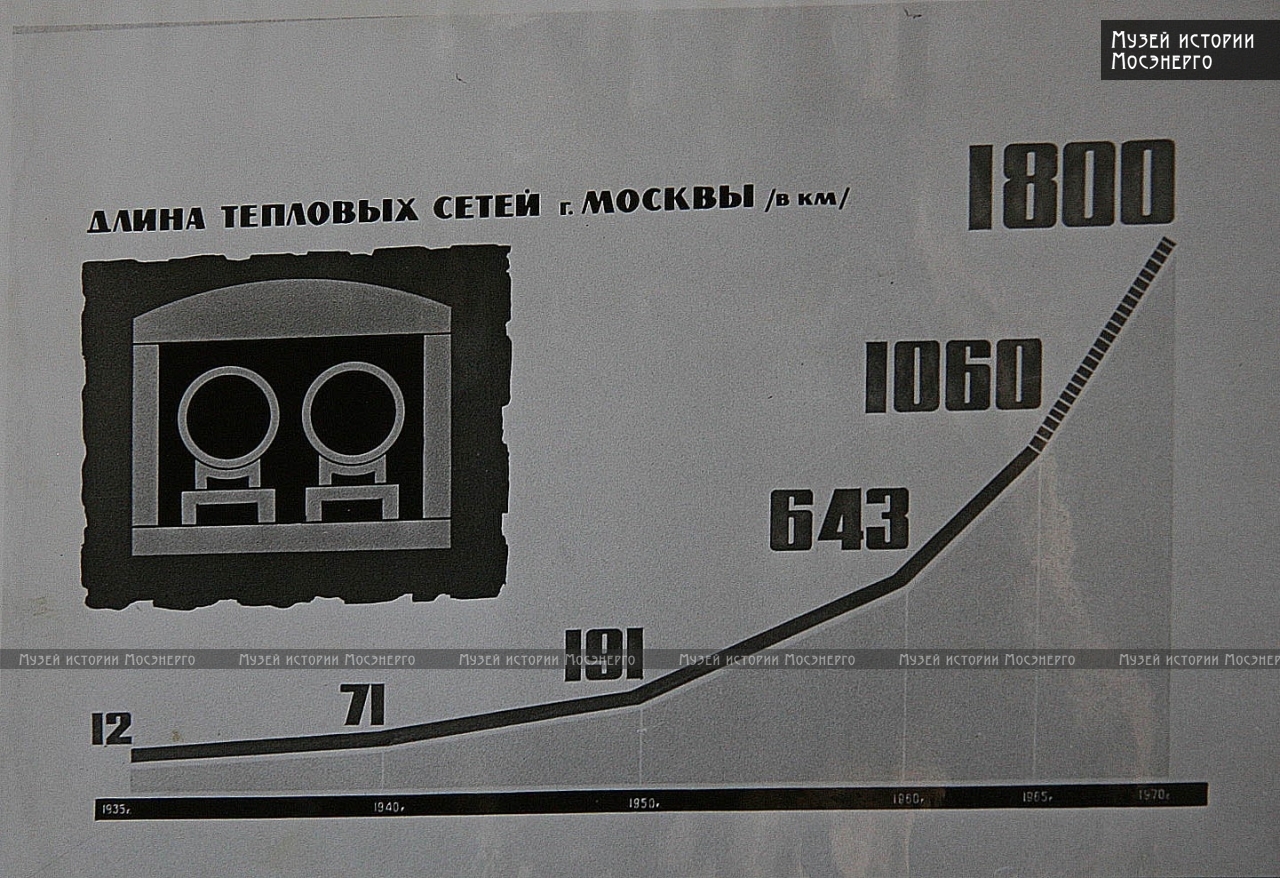 Музей истории
Мосэнерго
1800
ДЛИНА ТЕПЛОВЫХ СЕТЕЙ г. МОСКВЫ /в км/
1060
643
191
Музей истории Мосэнерго Музей истории Мосэнерго Музей истории Мосэнерго Музей истории Мосэнерго Музей истории Мосэнерго Музей истории Мосэнер
71
12
1935г. 1940г. 1950г. 1960г. 1965г. 1970г.